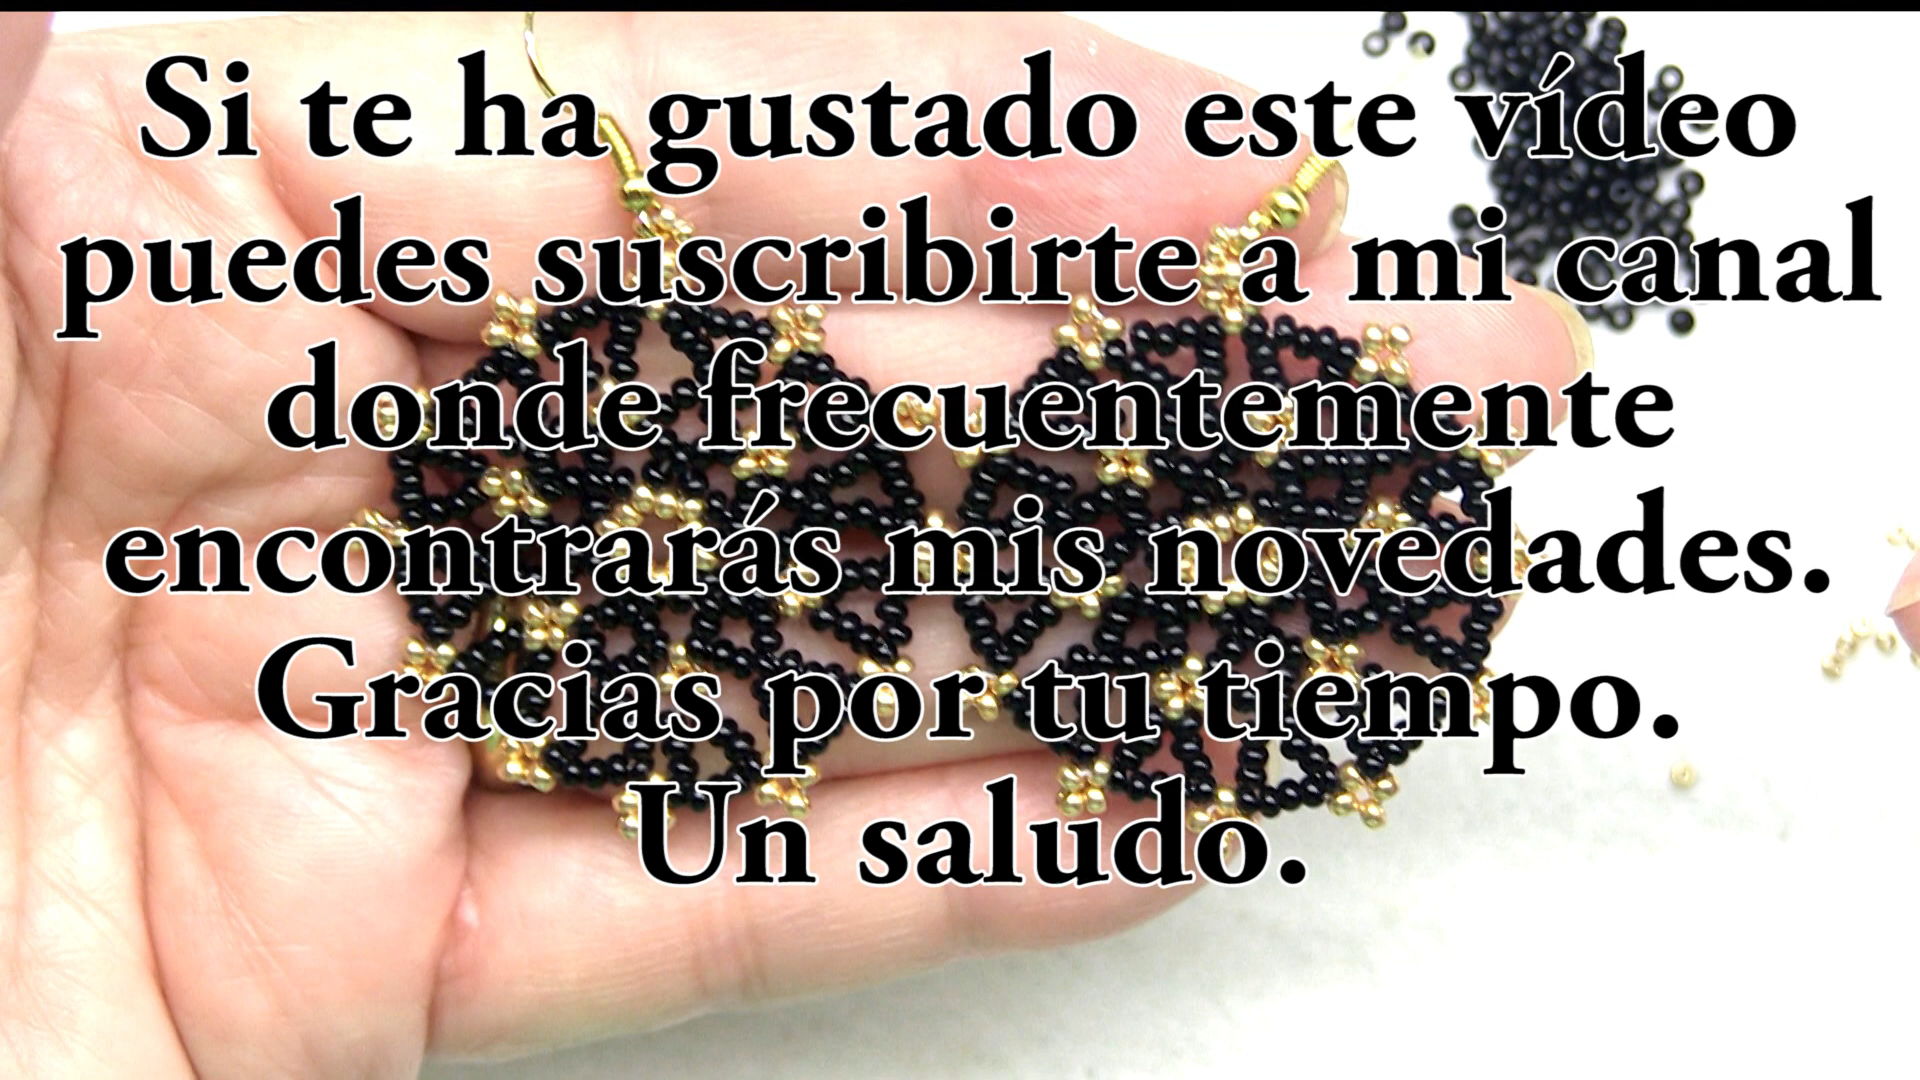 Si te ha gustado este vídeo
puedes suscribirte a mi canal
donde frecuentemente
encontrarás mis novedades.
Gracias por tu tiempo.
Un saludo.